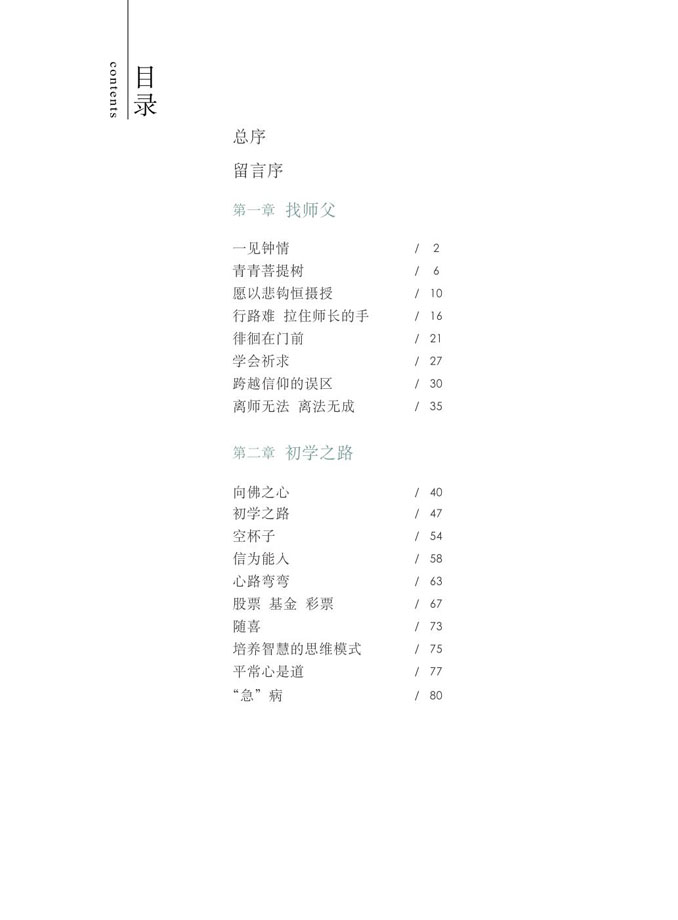 目录
contents
总序
留言序
第一章 找师父
一见钟情 / 2
青青菩提树 / 6
愿以悲钩恒摄授 / 10
行路难 拉住师长的手 / 16
徘徊在门前 / 21
学会祈求 / 27
跨越信仰的误区 / 30
离师无法 离法无成 / 35
第二章 初学之路
向佛之心 / 40
初学之路 / 47
空杯子 / 54
信为能入 / 58
心路弯弯 / 63
股票 基金 彩票 / 67
随喜 / 73
培养智慧的思维模式 / 75
平常心是道 / 77
“急”病 / 80